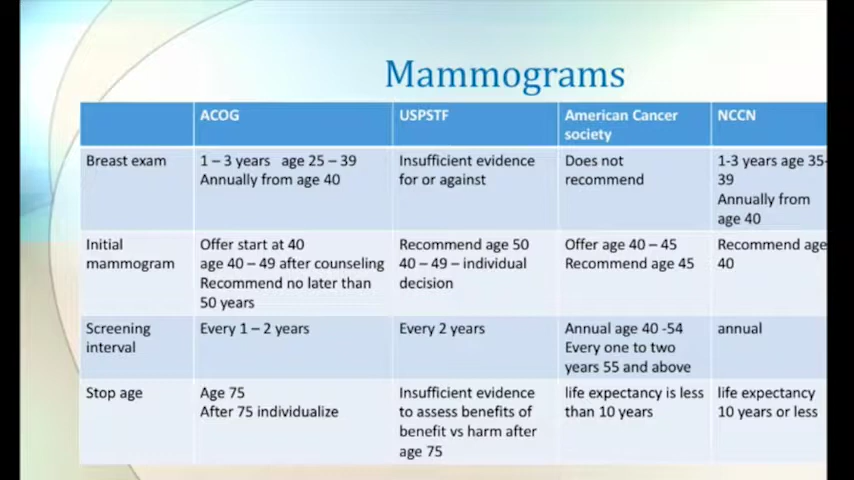 Mammograms
ACOG
USPSTF
American Cancer
society
NCCN
Breast exam
1 – 3 years   age 25 – 39
Annually from age 40
Insufficient evidence
for or against
Does not
recommend
1-3 years age 35-
39
Annually from
age 40
Initial
mammogram
Offer start at 40
age 40 – 49 after counseling
Recommend no later than
50 years
Recommend age 50
40 – 49 – individual
decision
Offer age 40 – 45
Recommend age 45
Recommend age
40
Screening
interval
Every 1 – 2 years
Every 2 years
Annual age 40 -54
Every one to two
years 55 and above
annual
Stop age
Age 75
After 75 individualize
Insufficient evidence
to assess benefits of
benefit vs harm after
age 75
life expectancy is less
than 10 years
life expectancy
10 years or less